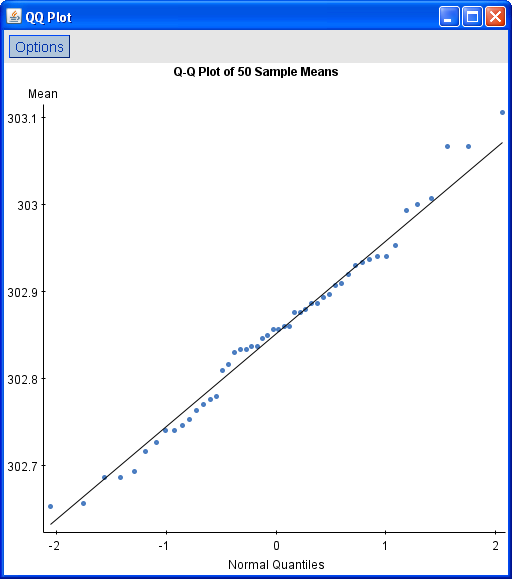 QQ Plot
Options
Q-Q Plot of 50 Sample Means
Mean
303.1
303
302.9
302.8
302.7
-2 -1 0 1 2
Normal Quantiles